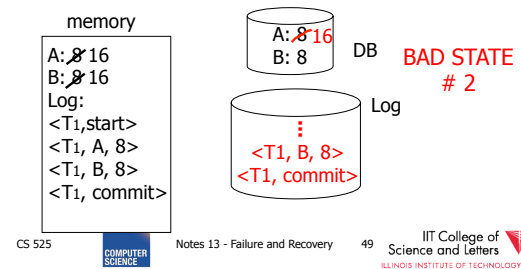 memory
A: 8 16
B: 8 16
Log:
<T1,start>
<T1, A, 8>
<T1, B, 8>
<T1, commit>
A: 8 16
B: 8
DB
BAD STATE
# 2
Log
⋮
<T1, B, 8>
<T1, commit>
CS 525
COMPUTER
SCIENCE
Notes 13 - Failure and Recovery
49
IIT College of
Science and Letters
ILLINOIS INSTITUTE OF TECHNOLOGY